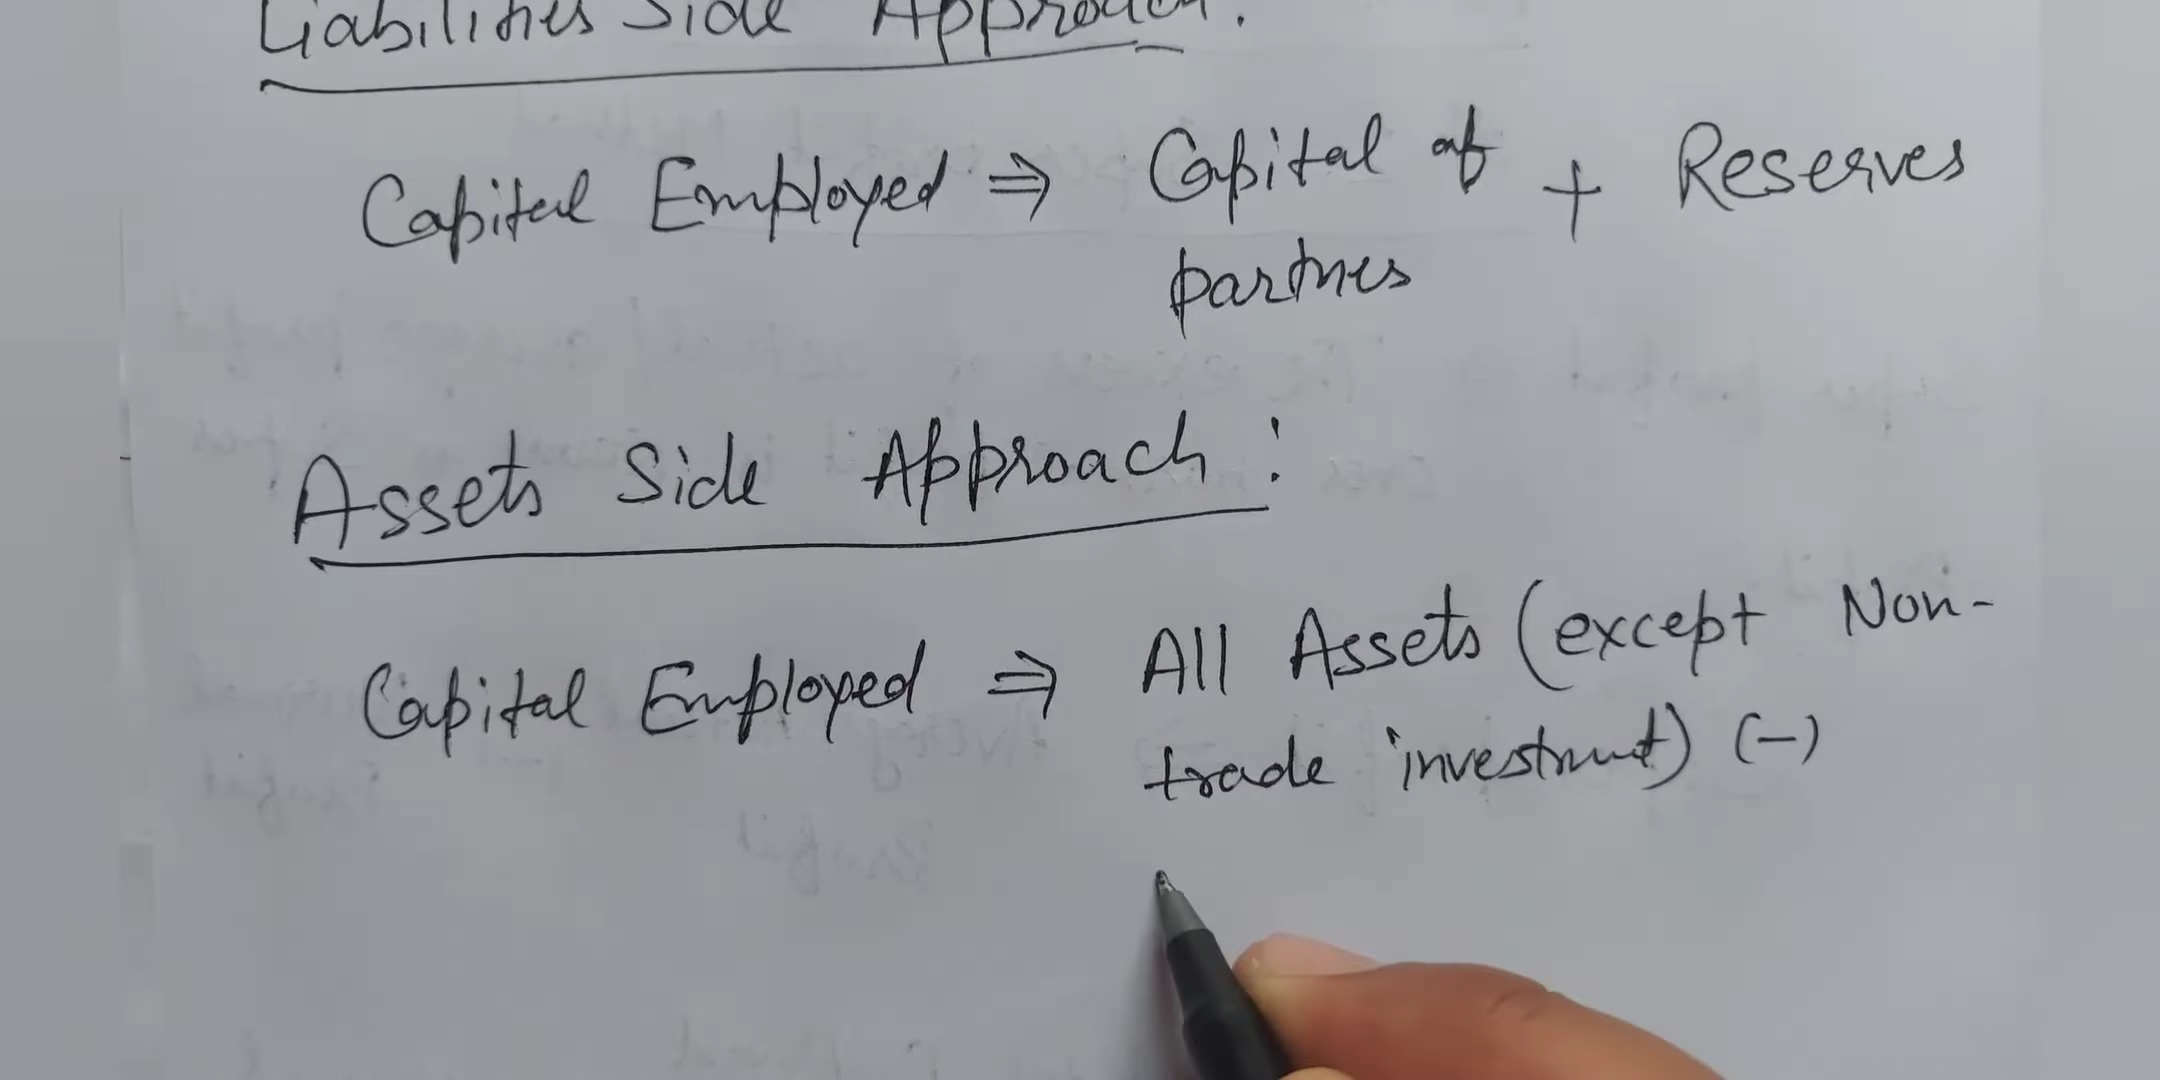 Liabilities Side Approach:
Capital Employed ⇒ Capital of + Reserves
partners
Assets Side Approach:
Capital Employed ⇒ All Assets (except Non-
trade investment) (-)